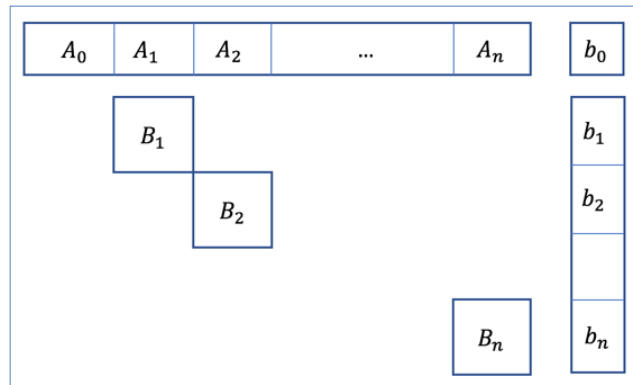 A₀ A₁ A₂ ... Aₙ b₀
B₁ b₁
B₂ b₂
Bₙ bₙ